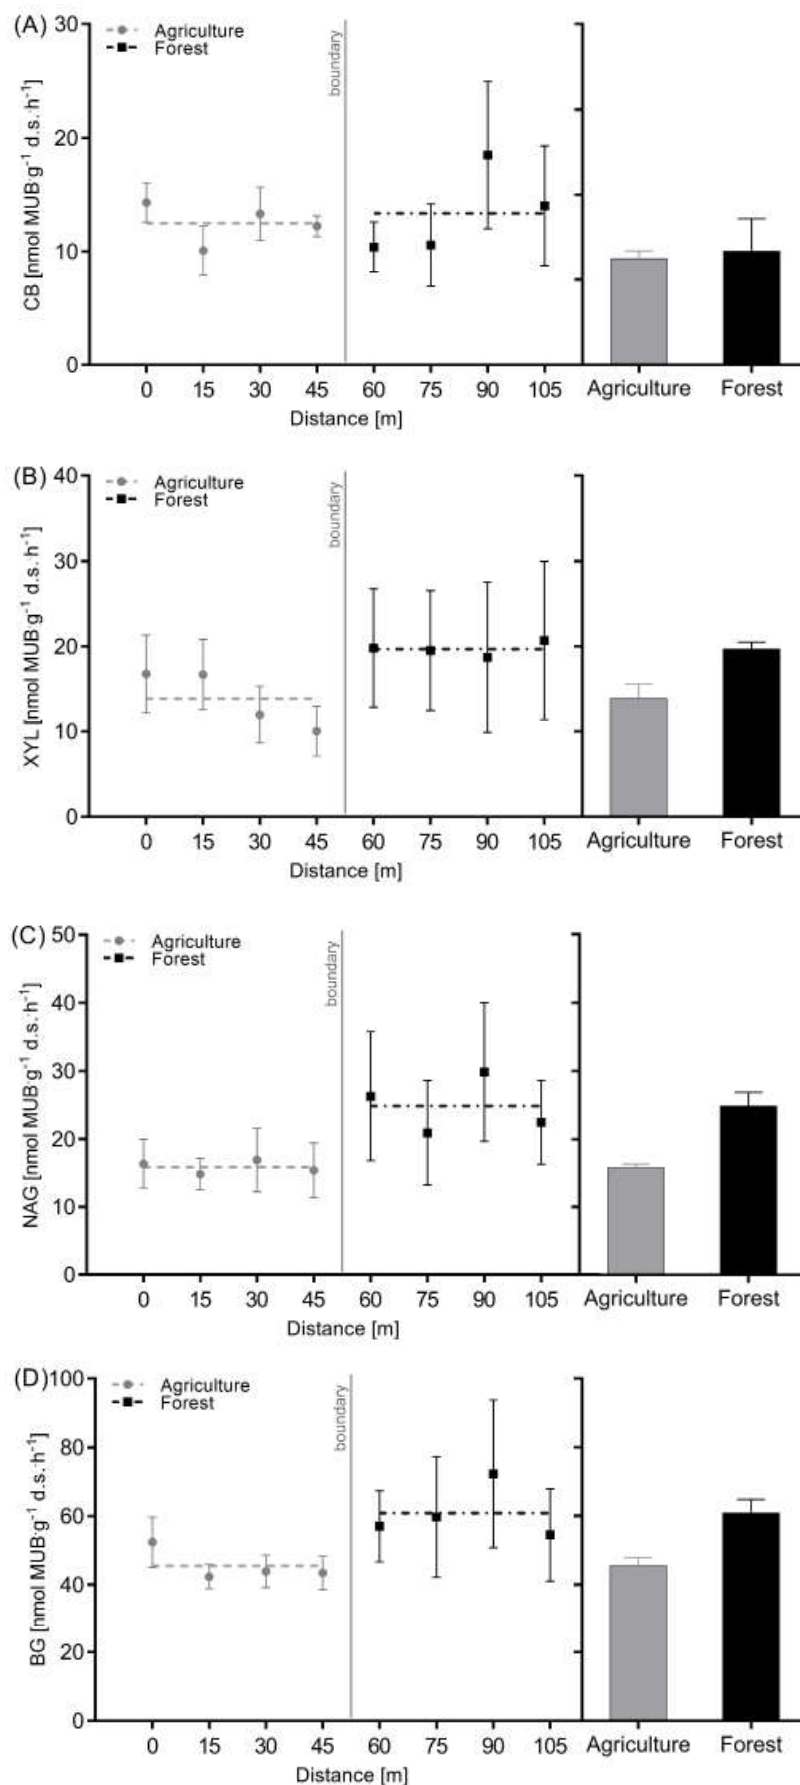 (A)
30
20
10
0
CB [nmol MUB·g⁻¹ d.s.·h⁻¹]
Agriculture
Forest
boundary
0 15 30 45 60 75 90 105 Agriculture Forest
Distance [m]
(B)
40
30
20
10
0
XYL [nmol MUB·g⁻¹ d.s.·h⁻¹]
Agriculture
Forest
boundary
0 15 30 45 60 75 90 105 Agriculture Forest
Distance [m]
(C)
50
40
30
20
10
0
NAG [nmol MUB·g⁻¹ d.s.·h⁻¹]
Agriculture
Forest
boundary
0 15 30 45 60 75 90 105 Agriculture Forest
Distance [m]
(D)
100
80
60
40
20
0
BG [nmol MUB·g⁻¹ d.s.·h⁻¹]
Agriculture
Forest
boundary
0 15 30 45 60 75 90 105 Agriculture Forest
Distance [m]